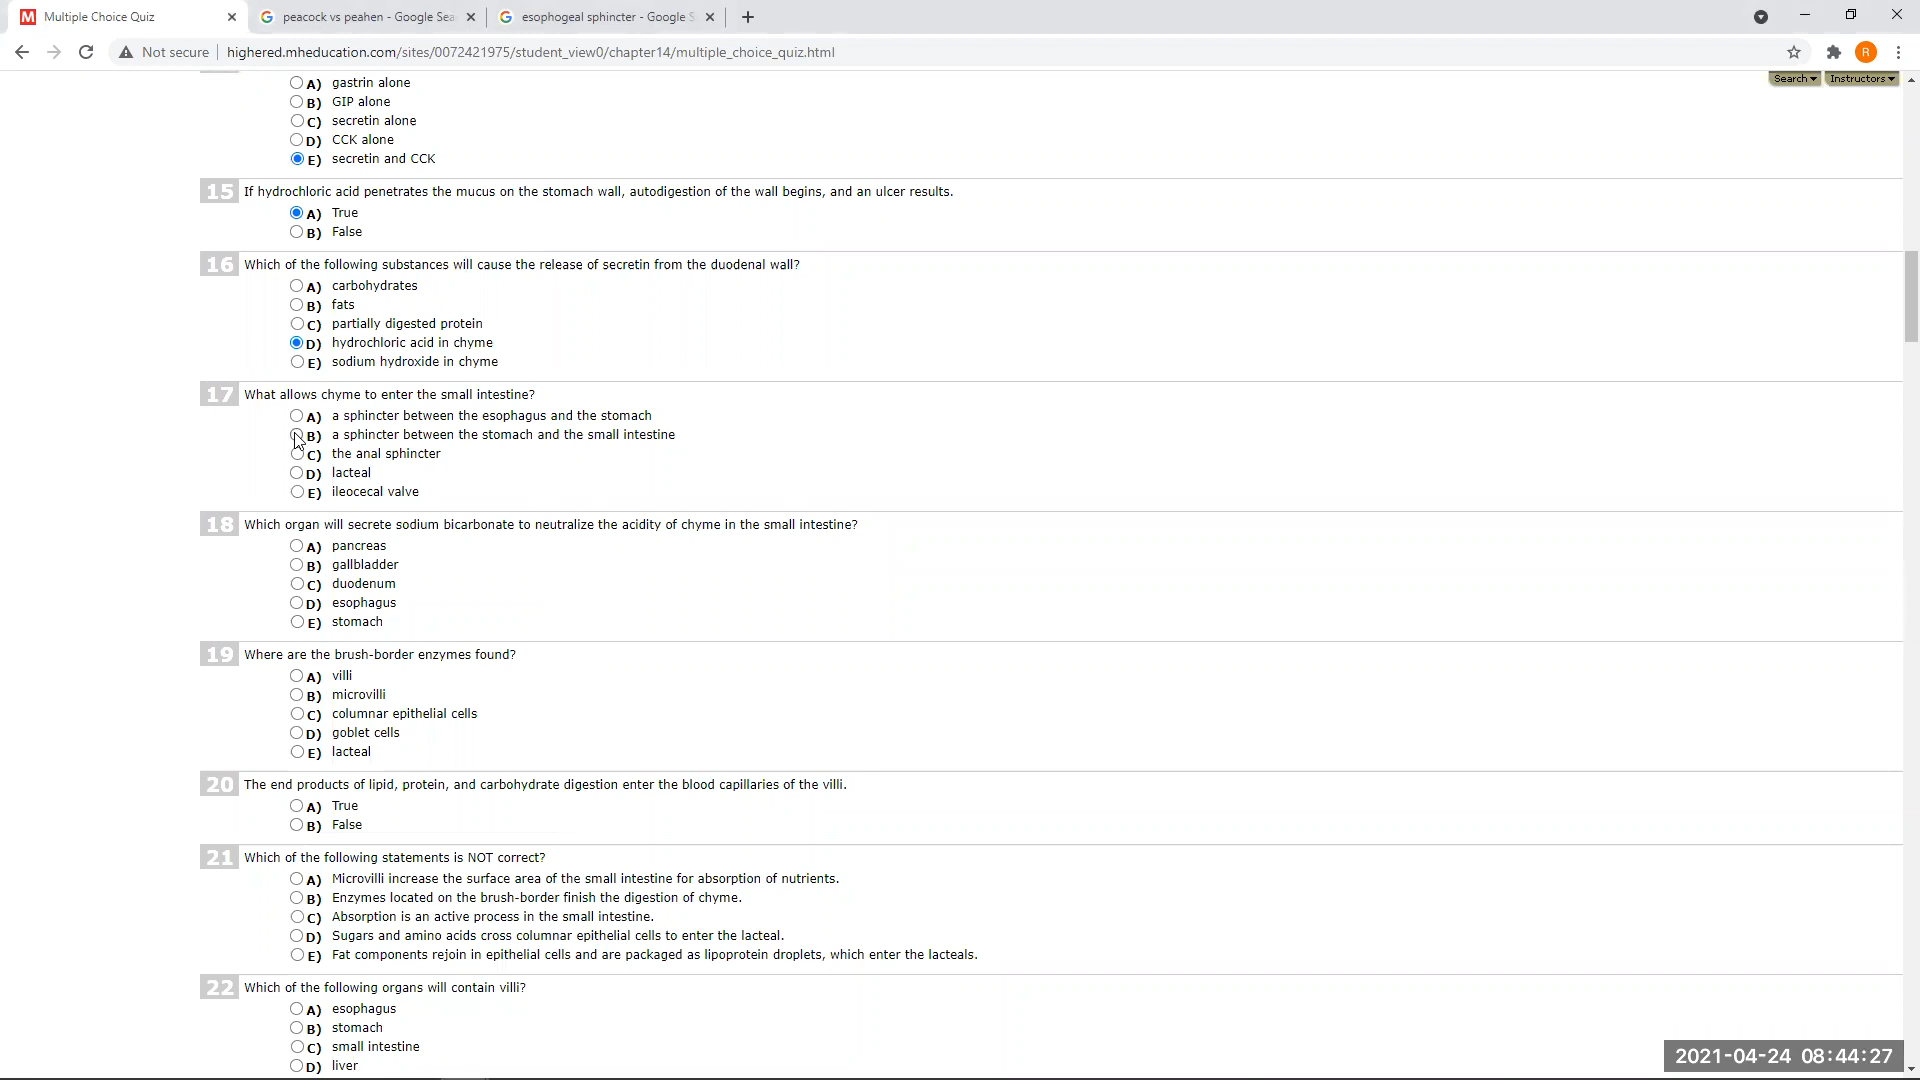 Multiple Choice Quiz
peacock vs peahen - Google Sea
esophogeal sphincter - Google S
Not secure
highered.mheducation.com/sites/0072421975/student_view0/chapter14/multiple_choice_quiz.html
R
Search
Instructors
A) gastrin alone
B) GIP alone
C) secretin alone
D) CCK alone
E) secretin and CCK
15 If hydrochloric acid penetrates the mucus on the stomach wall, autodigestion of the wall begins, and an ulcer results.
A) True
B) False
16 Which of the following substances will cause the release of secretin from the duodenal wall?
A) carbohydrates
B) fats
C) partially digested protein
D) hydrochloric acid in chyme
E) sodium hydroxide in chyme
17 What allows chyme to enter the small intestine?
A) a sphincter between the esophagus and the stomach
B) a sphincter between the stomach and the small intestine
C) the anal sphincter
D) lacteal
E) ileocecal valve
18 Which organ will secrete sodium bicarbonate to neutralize the acidity of chyme in the small intestine?
A) pancreas
B) gallbladder
C) duodenum
D) esophagus
E) stomach
19 Where are the brush-border enzymes found?
A) villi
B) microvilli
C) columnar epithelial cells
D) goblet cells
E) lacteal
20 The end products of lipid, protein, and carbohydrate digestion enter the blood capillaries of the villi.
A) True
B) False
21 Which of the following statements is NOT correct?
A) Microvilli increase the surface area of the small intestine for absorption of nutrients.
B) Enzymes located on the brush-border finish the digestion of chyme.
C) Absorption is an active process in the small intestine.
D) Sugars and amino acids cross columnar epithelial cells to enter the lacteal.
E) Fat components rejoin in epithelial cells and are packaged as lipoprotein droplets, which enter the lacteals.
22 Which of the following organs will contain villi?
A) esophagus
B) stomach
C) small intestine
D) liver
2021-04-24 08:44:27